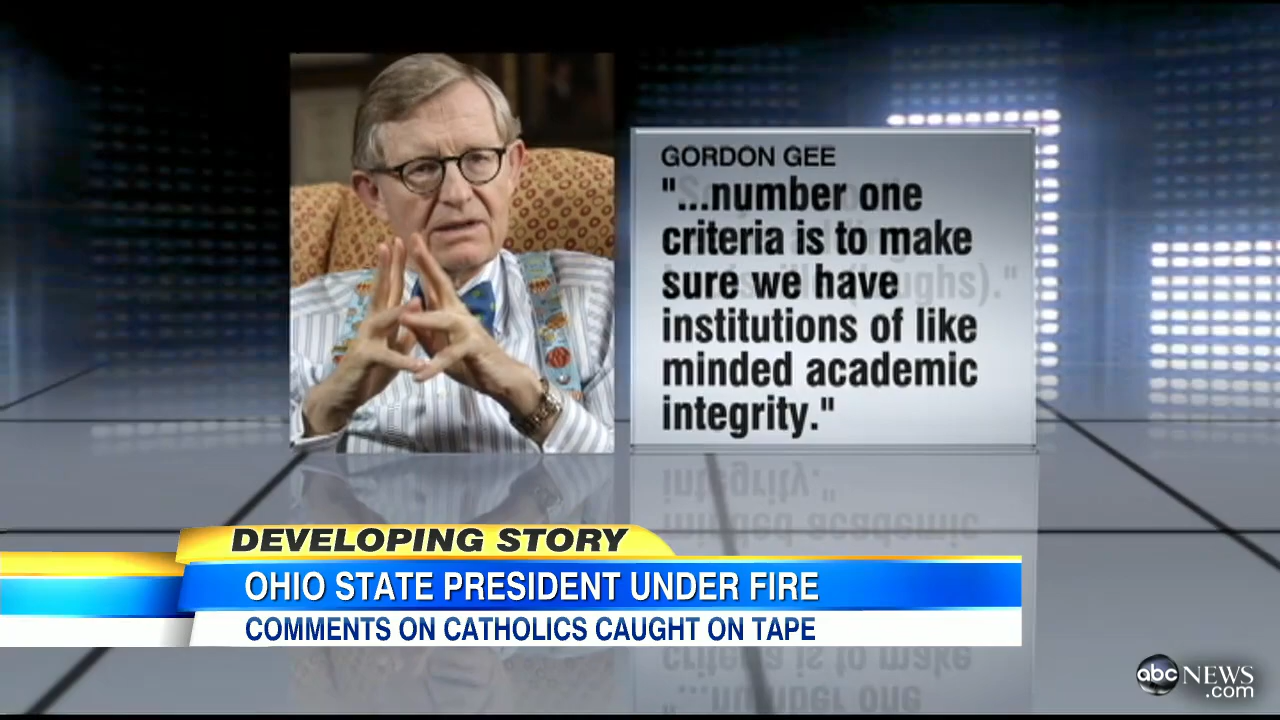 GORDON GEE
"...number one
criteria is to make
sure we have
institutions of like
minded academic
integrity."
DEVELOPING STORY
OHIO STATE PRESIDENT UNDER FIRE
COMMENTS ON CATHOLICS CAUGHT ON TAPE
abc NEWS
.com